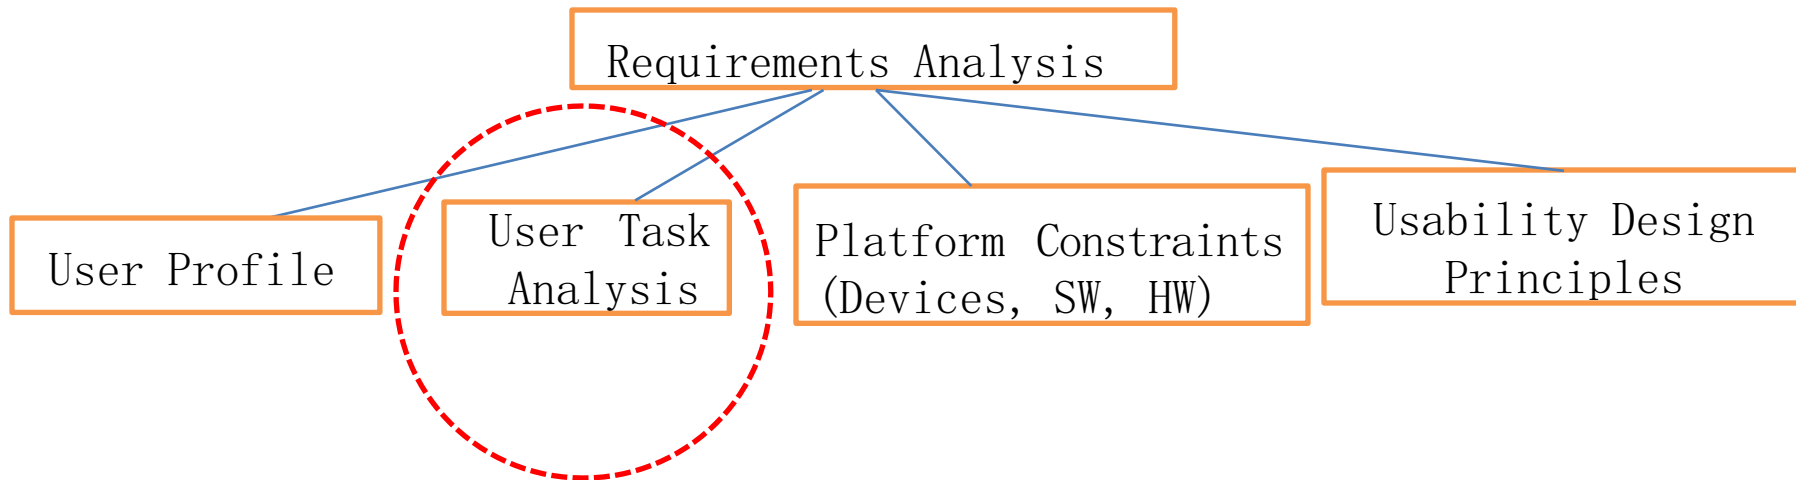 Requirements Analysis
User Profile
User Task
Analysis
Platform Constraints
(Devices, SW, HW)
Usability Design
Principles